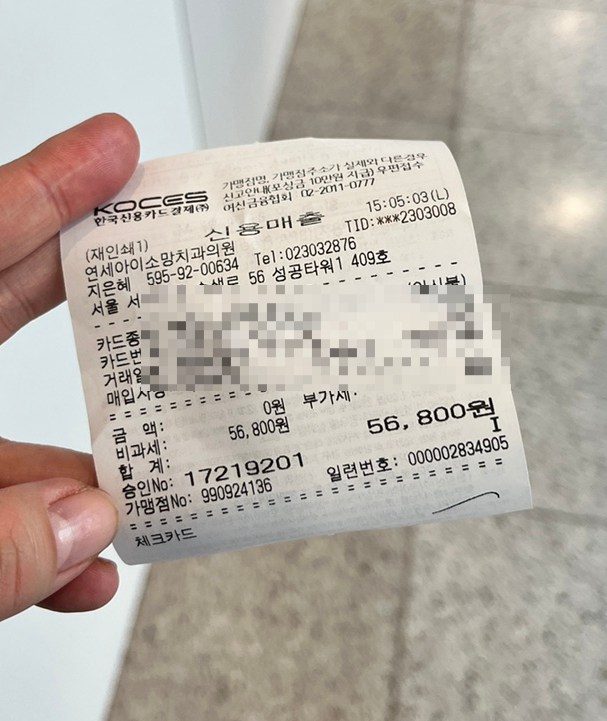 KOCES
한국신용카드결제(주)
가맹점명, 가맹점주소가 실제와 다른경우
신고안내(포상금 10만원 지급) 우편접수
여신금융협회 02-2011-0777
신용매출
15:05:03(L)
(재인쇄1)
TID:***2303008
연세아이소망치과의원 Tel:023032876
지은혜 595-92-00634
서울 56 성공타워1 409호
카드종
카드번
거래일
매입사
금 액: 0원 부가세:
비과세: 56,800원
합 계: 56,800원
승인No: 17219201
가맹점No: 990924136 일련번호: 000002834905
체크카드